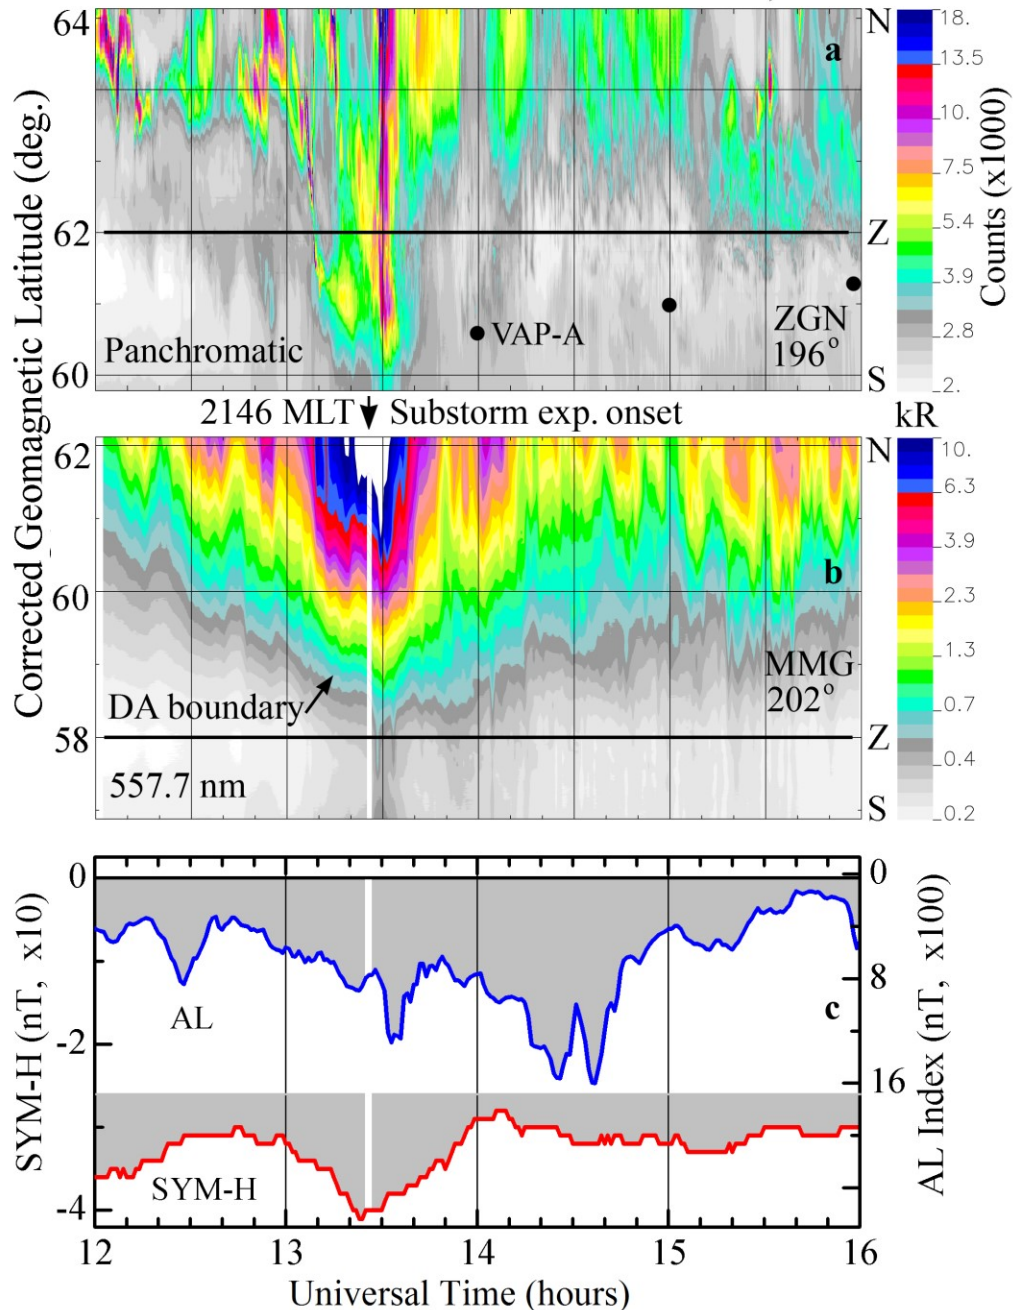 64
62
60
Corrected Geomagnetic Latitude (deg.)
N
a
Z
VAP-A
ZGN
196°
Panchromatic
S
18.
13.5
10.
7.5
5.4
3.9
2.8
2.
Counts (x1000)
2146 MLT Substorm exp. onset
kR
62
60
58
N
b
MMG
202°
DA boundary
Z
557.7 nm
S
10.
6.3
3.9
2.3
1.3
0.7
0.4
0.2
0
-2
-4
SYM-H (nT, x10)
AL
c
SYM-H
0
8
16
AL Index (nT, x100)
12 13 14 15 16
Universal Time (hours)